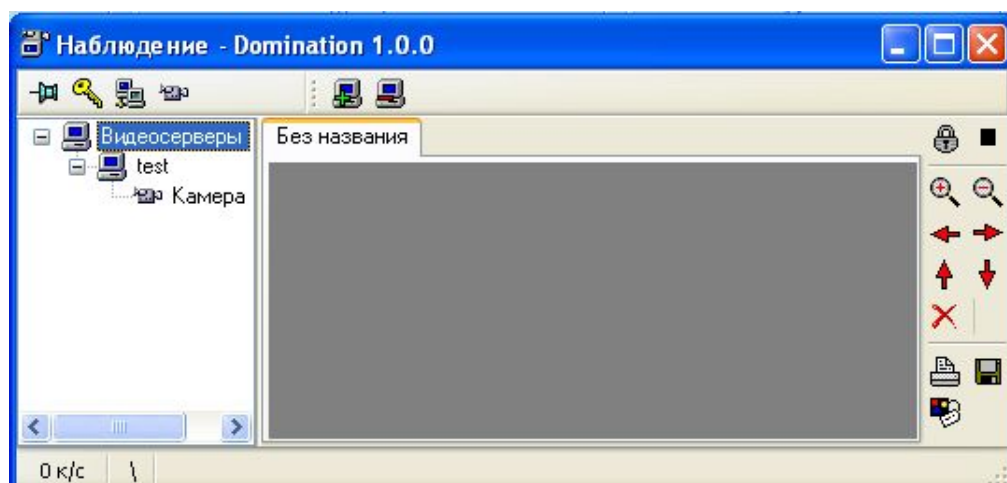 Наблюдение - Domination 1.0.0
Видеосерверы
test
Камера
Без названия
0 к/с \